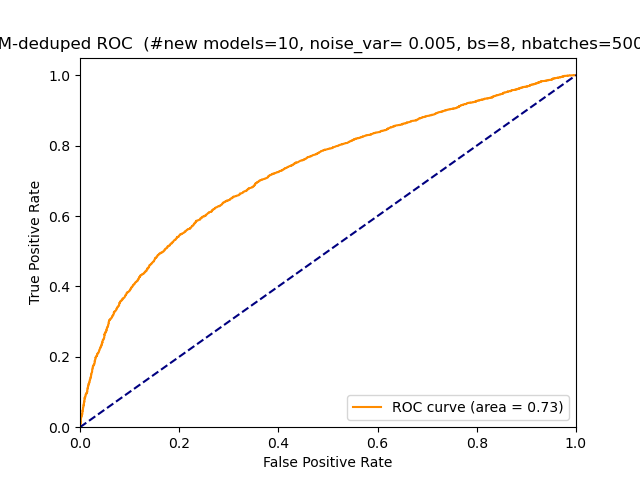 M-deduped ROC  (#new models=10, noise_var= 0.005, bs=8, nbatches=500
1.0
0.8
0.6
0.4
0.2
0.0
True Positive Rate
ROC curve (area = 0.73)
0.0 0.2 0.4 0.6 0.8 1.0
False Positive Rate